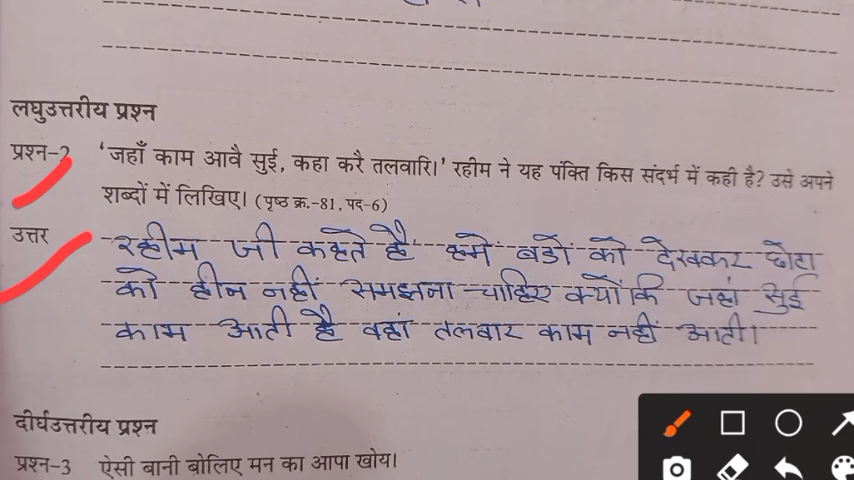 लघुउत्तरीय प्रश्न
प्रश्न-2 'जहाँ काम आवै सुई, कहा करै तलवारि।' रहीम ने यह पंक्ति किस संदर्भ में कही है? उसे अपने
शब्दों में लिखिए। (पृष्ठ क्र.-81, पद-6)
उत्तर रहीम जी कहते है, हमे बडों को देखकर छोटा
को हीन नहीं समझना चाहिए क्योंकि जहां सुई
काम आती है वहां तलवार काम नहीं आती।
दीर्घउत्तरीय प्रश्न
प्रश्न-3 ऐसी बानी बोलिए मन का आपा खोय।